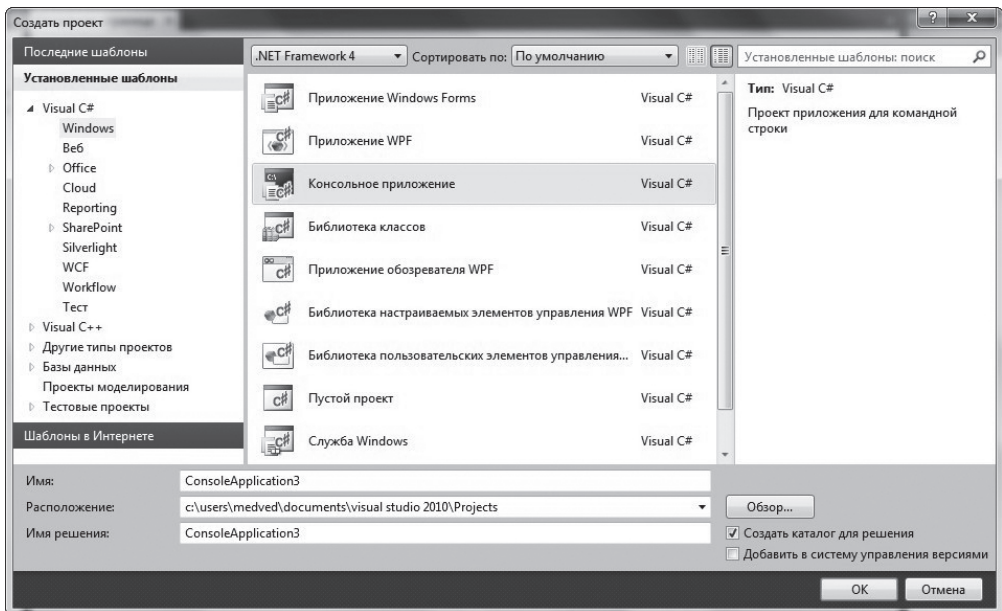 Создать проект
Последние шаблоны
.NET Framework 4
Сортировать по: По умолчанию
Установленные шаблоны: поиск
Установленные шаблоны
Visual C#
Windows
Веб
Office
Cloud
Reporting
SharePoint
Silverlight
WCF
Workflow
Тест
Visual C++
Другие типы проектов
Базы данных
Проекты моделирования
Тестовые проекты
Шаблоны в Интернете
Приложение Windows Forms Visual C#
Приложение WPF Visual C#
Консольное приложение Visual C#
Библиотека классов Visual C#
Приложение обозревателя WPF Visual C#
Библиотека настраиваемых элементов управления WPF Visual C#
Библиотека пользовательских элементов управления... Visual C#
Пустой проект Visual C#
Служба Windows Visual C#
Тип: Visual C#
Проект приложения для командной
строки
Имя: ConsoleApplication3
Расположение: c:\users\medved\documents\visual studio 2010\Projects
Обзор...
Имя решения: ConsoleApplication3
Создать каталог для решения
Добавить в систему управления версиями
OK
Отмена